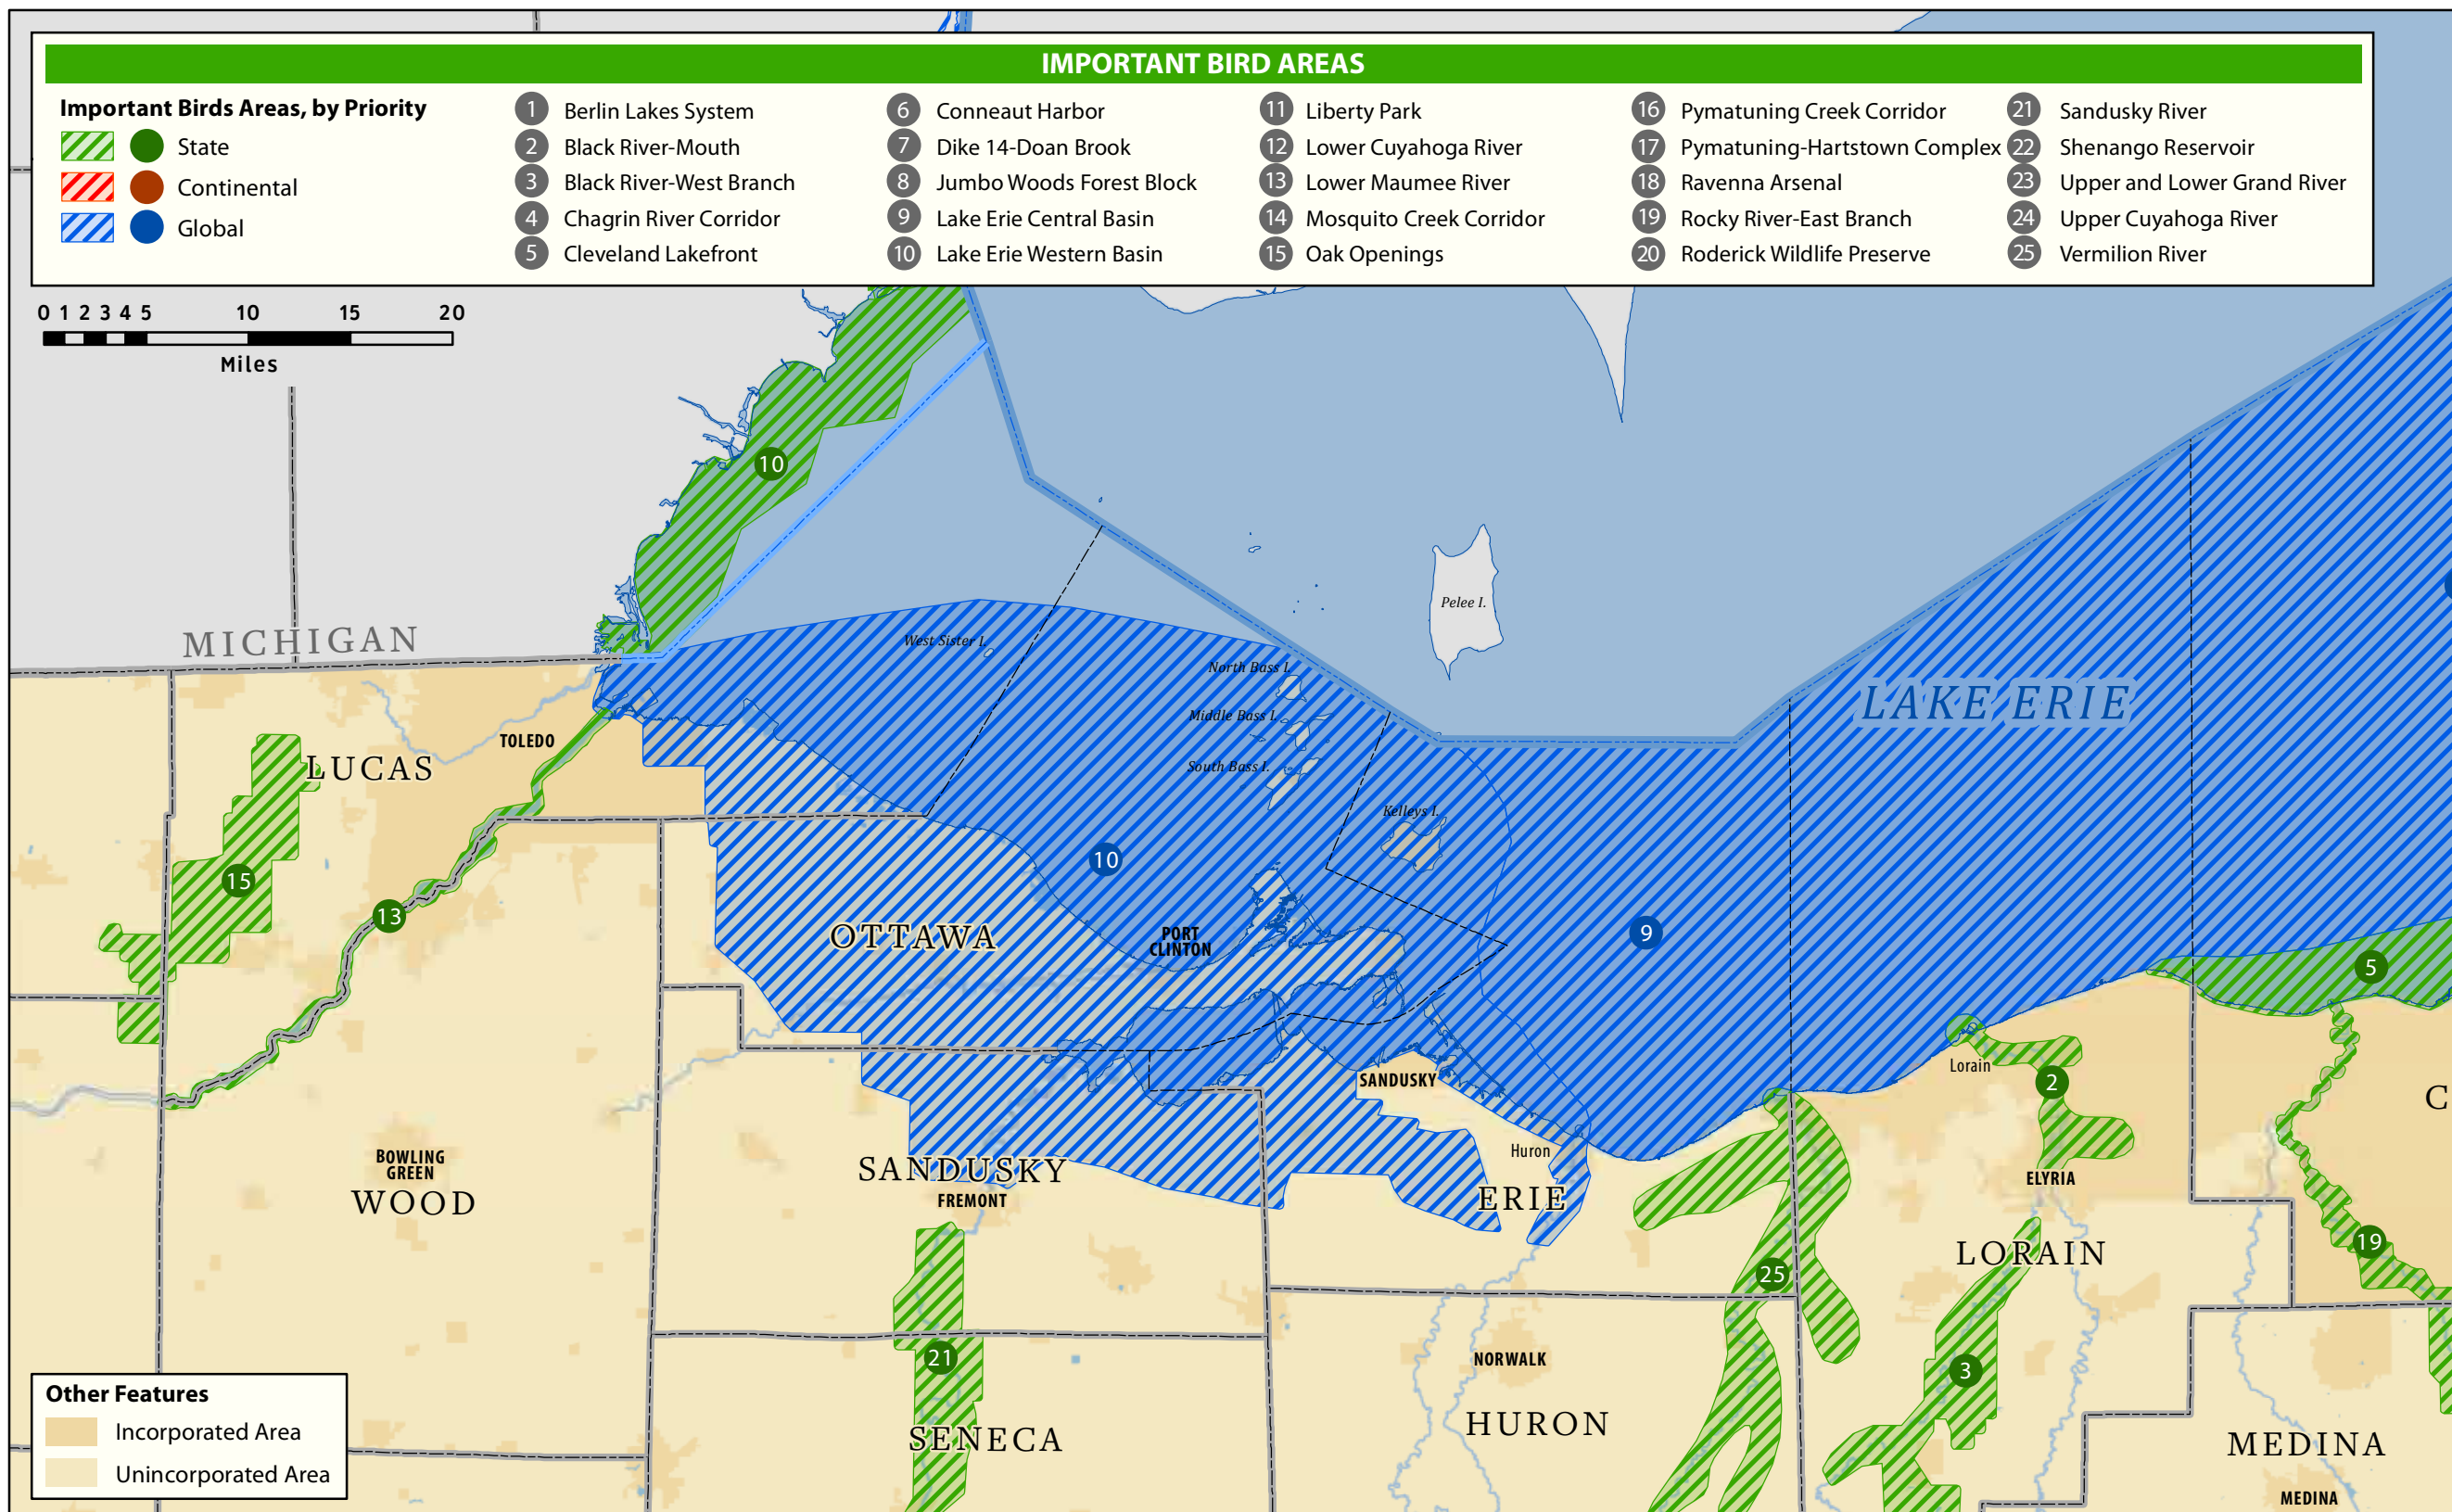 IMPORTANT BIRD AREAS
Important Birds Areas, by Priority
State
Continental
Global
1 Berlin Lakes System
2 Black River-Mouth
3 Black River-West Branch
4 Chagrin River Corridor
5 Cleveland Lakefront
6 Conneaut Harbor
7 Dike 14-Doan Brook
8 Jumbo Woods Forest Block
9 Lake Erie Central Basin
10 Lake Erie Western Basin
11 Liberty Park
12 Lower Cuyahoga River
13 Lower Maumee River
14 Mosquito Creek Corridor
15 Oak Openings
16 Pymatuning Creek Corridor
17 Pymatuning-Hartstown Complex
18 Ravenna Arsenal
19 Rocky River-East Branch
20 Roderick Wildlife Preserve
21 Sandusky River
22 Shenango Reservoir
23 Upper and Lower Grand River
24 Upper Cuyahoga River
25 Vermilion River
0 1 2 3 4 5 10 15 20
Miles
10
Pelee I.
MICHIGAN
West Sister I.
North Bass I.
LAKE ERIE
Middle Bass I.
TOLEDO
LUCAS
South Bass I.
Kelleys I.
10
15
13
OTTAWA
PORT
CLINTON
9
5
Lorain
SANDUSKY
2
C
Huron
BOWLING
GREEN
SANDUSKY
ELYRIA
WOOD
FREMONT
ERIE
19
LORAIN
25
21
NORWALK
3
SENECA
HURON
MEDINA
MEDINA
Other Features
Incorporated Area
Unincorporated Area